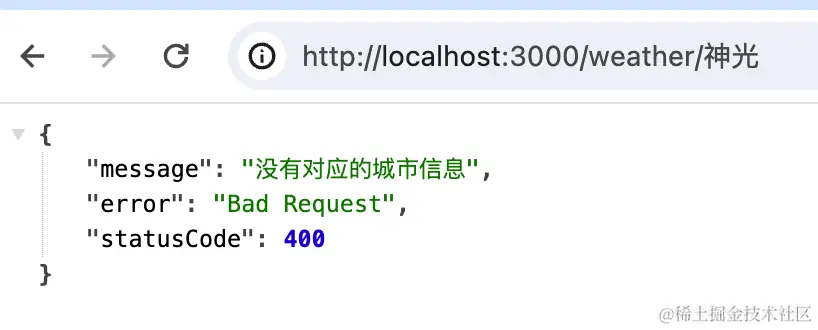 http://localhost:3000/weather/神光
{
"message": "没有对应的城市信息",
"error": "Bad Request",
"statusCode": 400
}
@稀土掘金技术社区